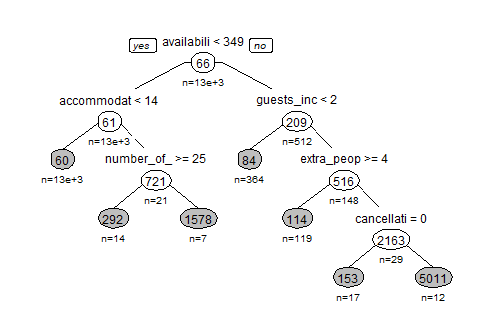 yes availabili < 349 no
66
n=13e+3
accommodat < 14 guests_inc < 2
61 209
n=13e+3 n=512
number_of_ >= 25 extra_peop >= 4
60 721 84 516
n=13e+3 n=21 n=364 n=148
cancellati = 0
292 1578 114 2163
n=14 n=7 n=119 n=29
153 5011
n=17 n=12